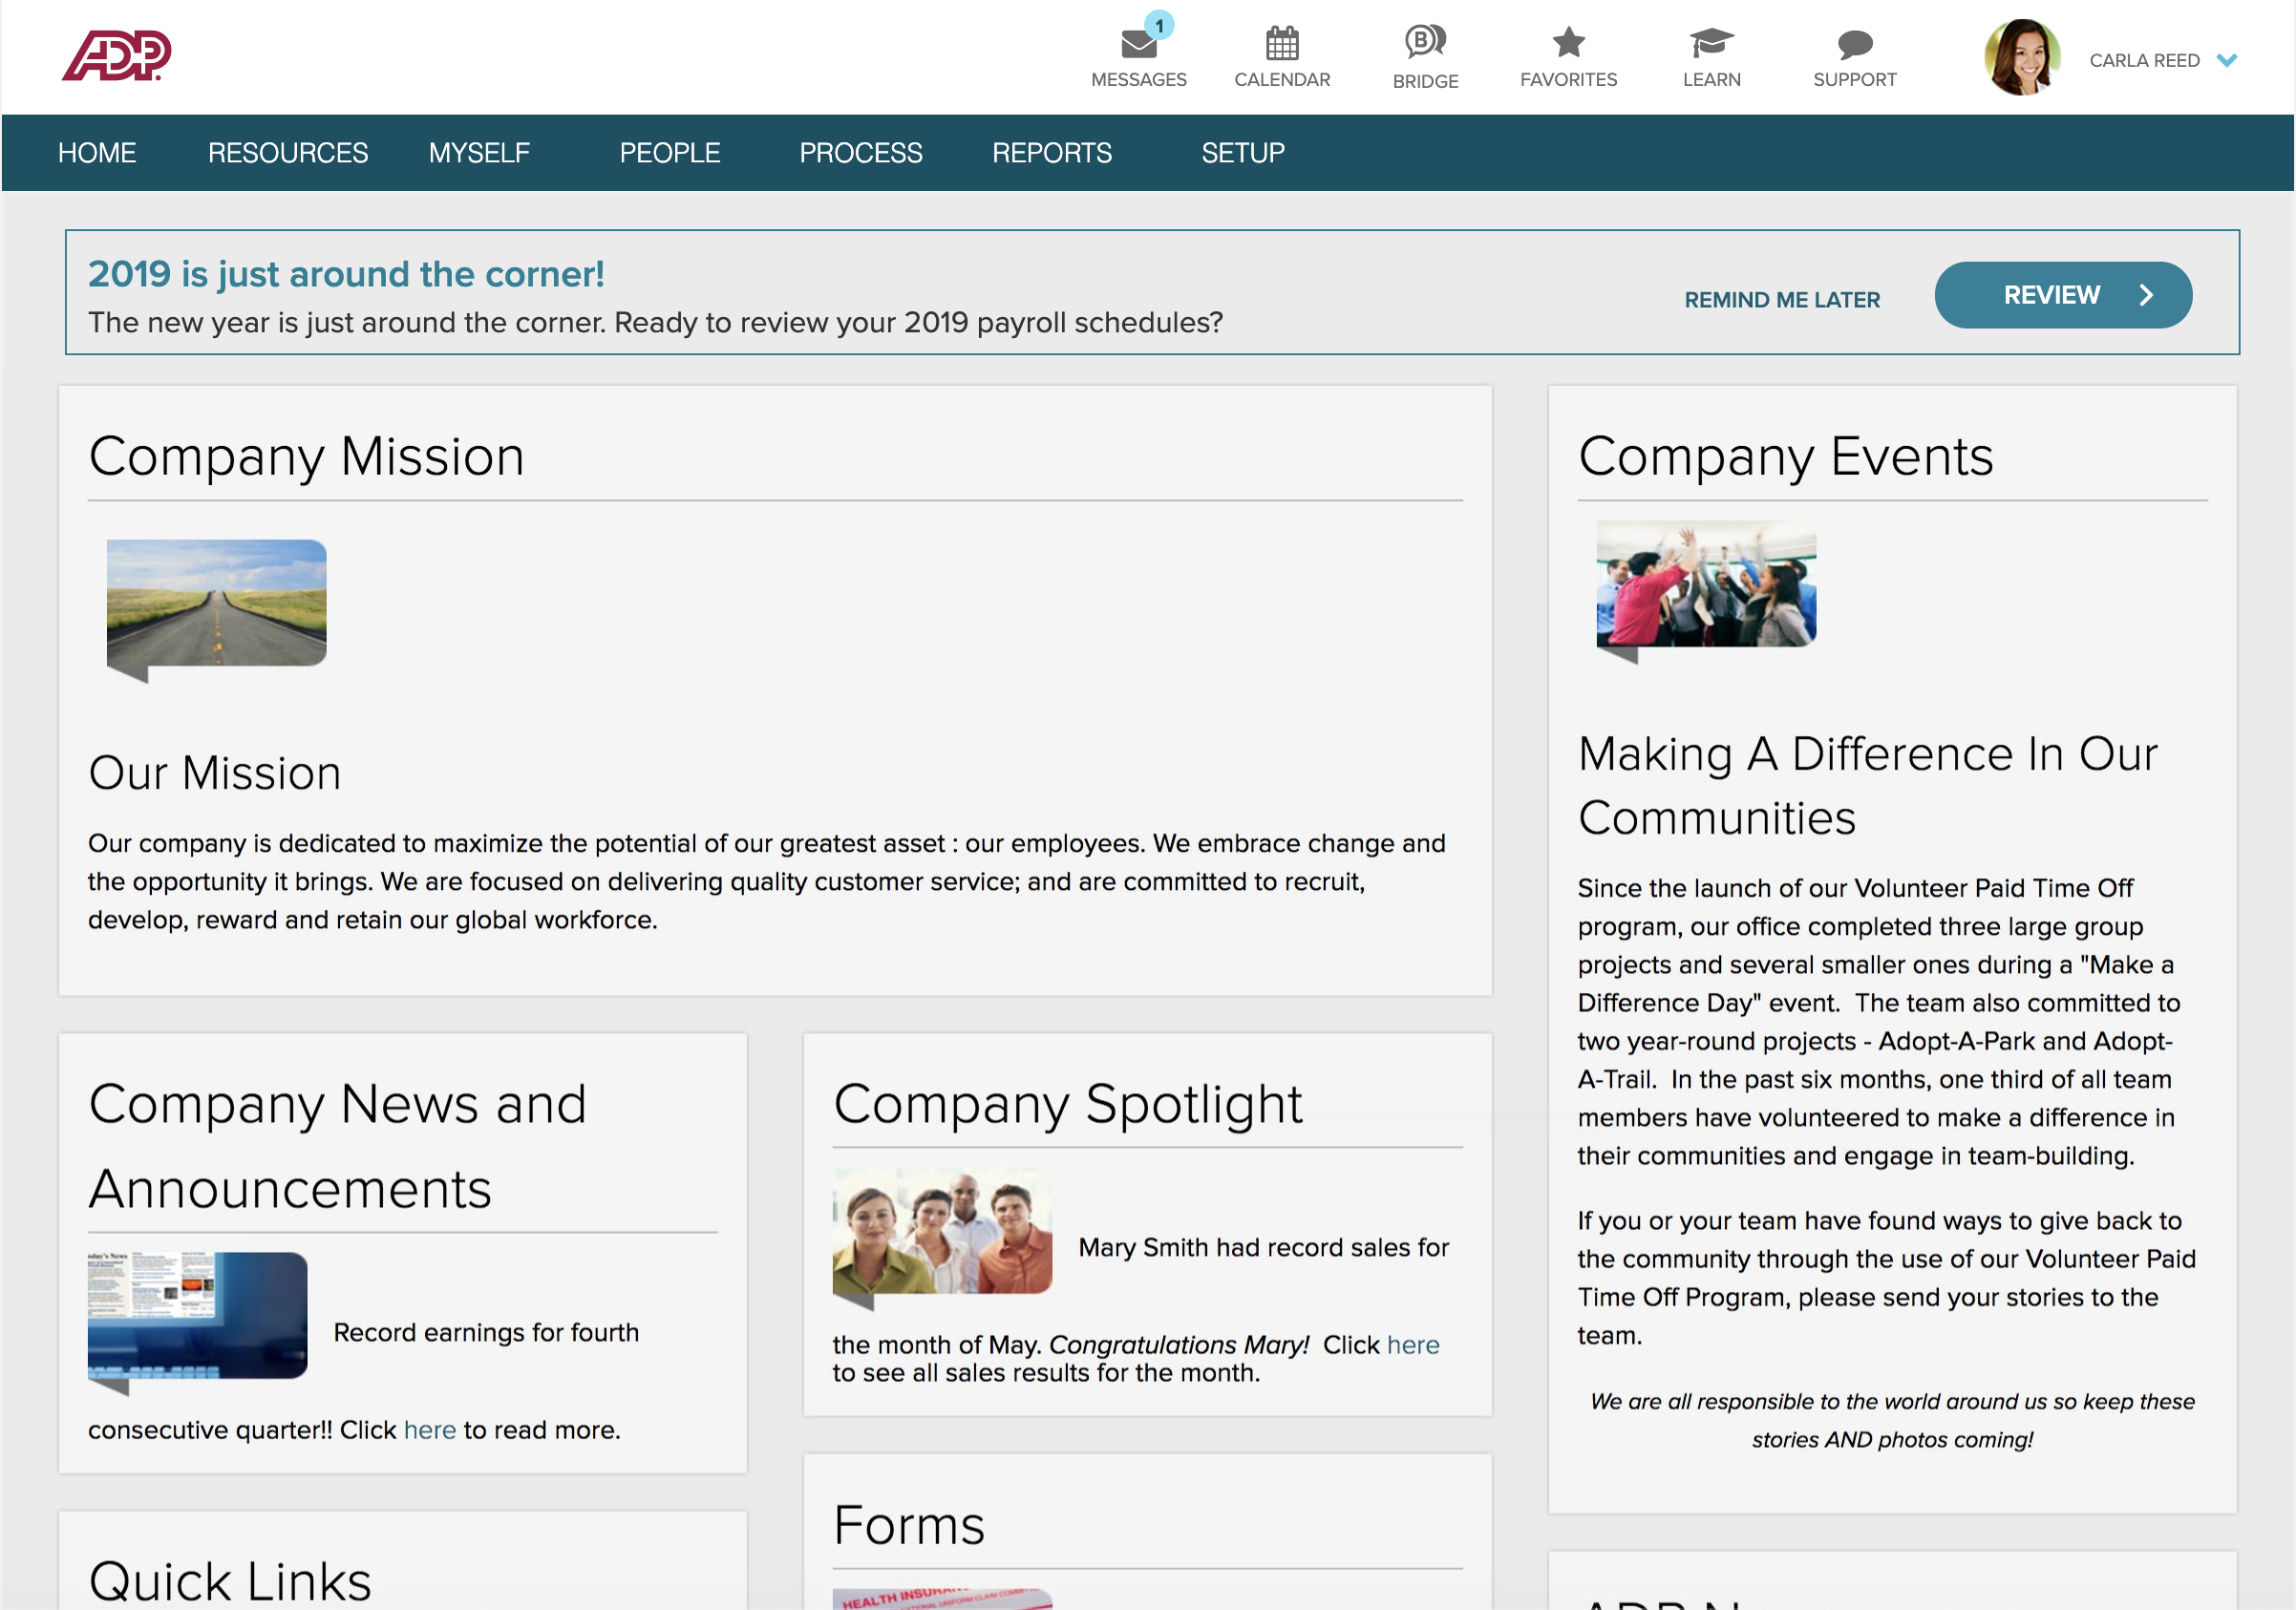 ADP
1
MESSAGES
CALENDAR
BRIDGE
FAVORITES
LEARN
SUPPORT
CARLA REED
HOME
RESOURCES
MYSELF
PEOPLE
PROCESS
REPORTS
SETUP
2019 is just around the corner!
The new year is just around the corner. Ready to review your 2019 payroll schedules?
REMIND ME LATER
REVIEW
Company Mission
Our Mission
Our company is dedicated to maximize the potential of our greatest asset : our employees. We embrace change and
the opportunity it brings. We are focused on delivering quality customer service; and are committed to recruit,
develop, reward and retain our global workforce.
Company Events
Making A Difference In Our
Communities
Since the launch of our Volunteer Paid Time Off
program, our office completed three large group
projects and several smaller ones during a "Make a
Difference Day" event.  The team also committed to
two year-round projects - Adopt-A-Park and Adopt-
A-Trail.  In the past six months, one third of all team
members have volunteered to make a difference in
their communities and engage in team-building.
If you or your team have found ways to give back to
the community through the use of our Volunteer Paid
Time Off Program, please send your stories to the
team.
We are all responsible to the world around us so keep these
stories AND photos coming!
Company News and
Announcements
Record earnings for fourth
consecutive quarter!! Click here to read more.
Company Spotlight
Mary Smith had record sales for
the month of May. Congratulations Mary!  Click here
to see all sales results for the month.
Quick Links
Forms
HEALTH